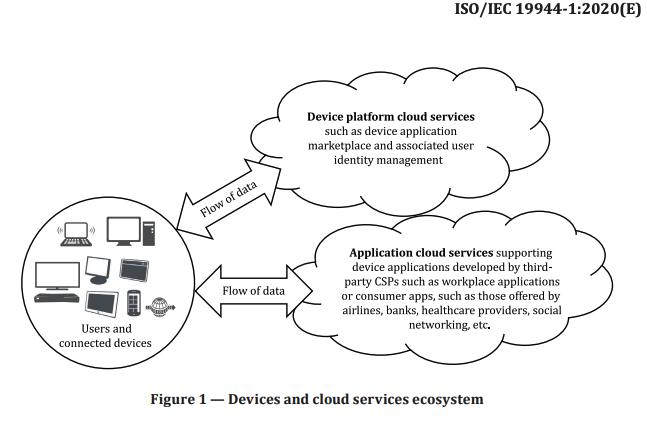 ISO/IEC 19944-1:2020(E)
Device platform cloud services
such as device application
marketplace and associated user
identity management
Flow of data
Application cloud services supporting
device applications developed by third-
party CSPs such as workplace applications
or consumer apps, such as those offered by
airlines, banks, healthcare providers, social
networking, etc.
Flow of data
Users and
connected devices
Figure 1 — Devices and cloud services ecosystem